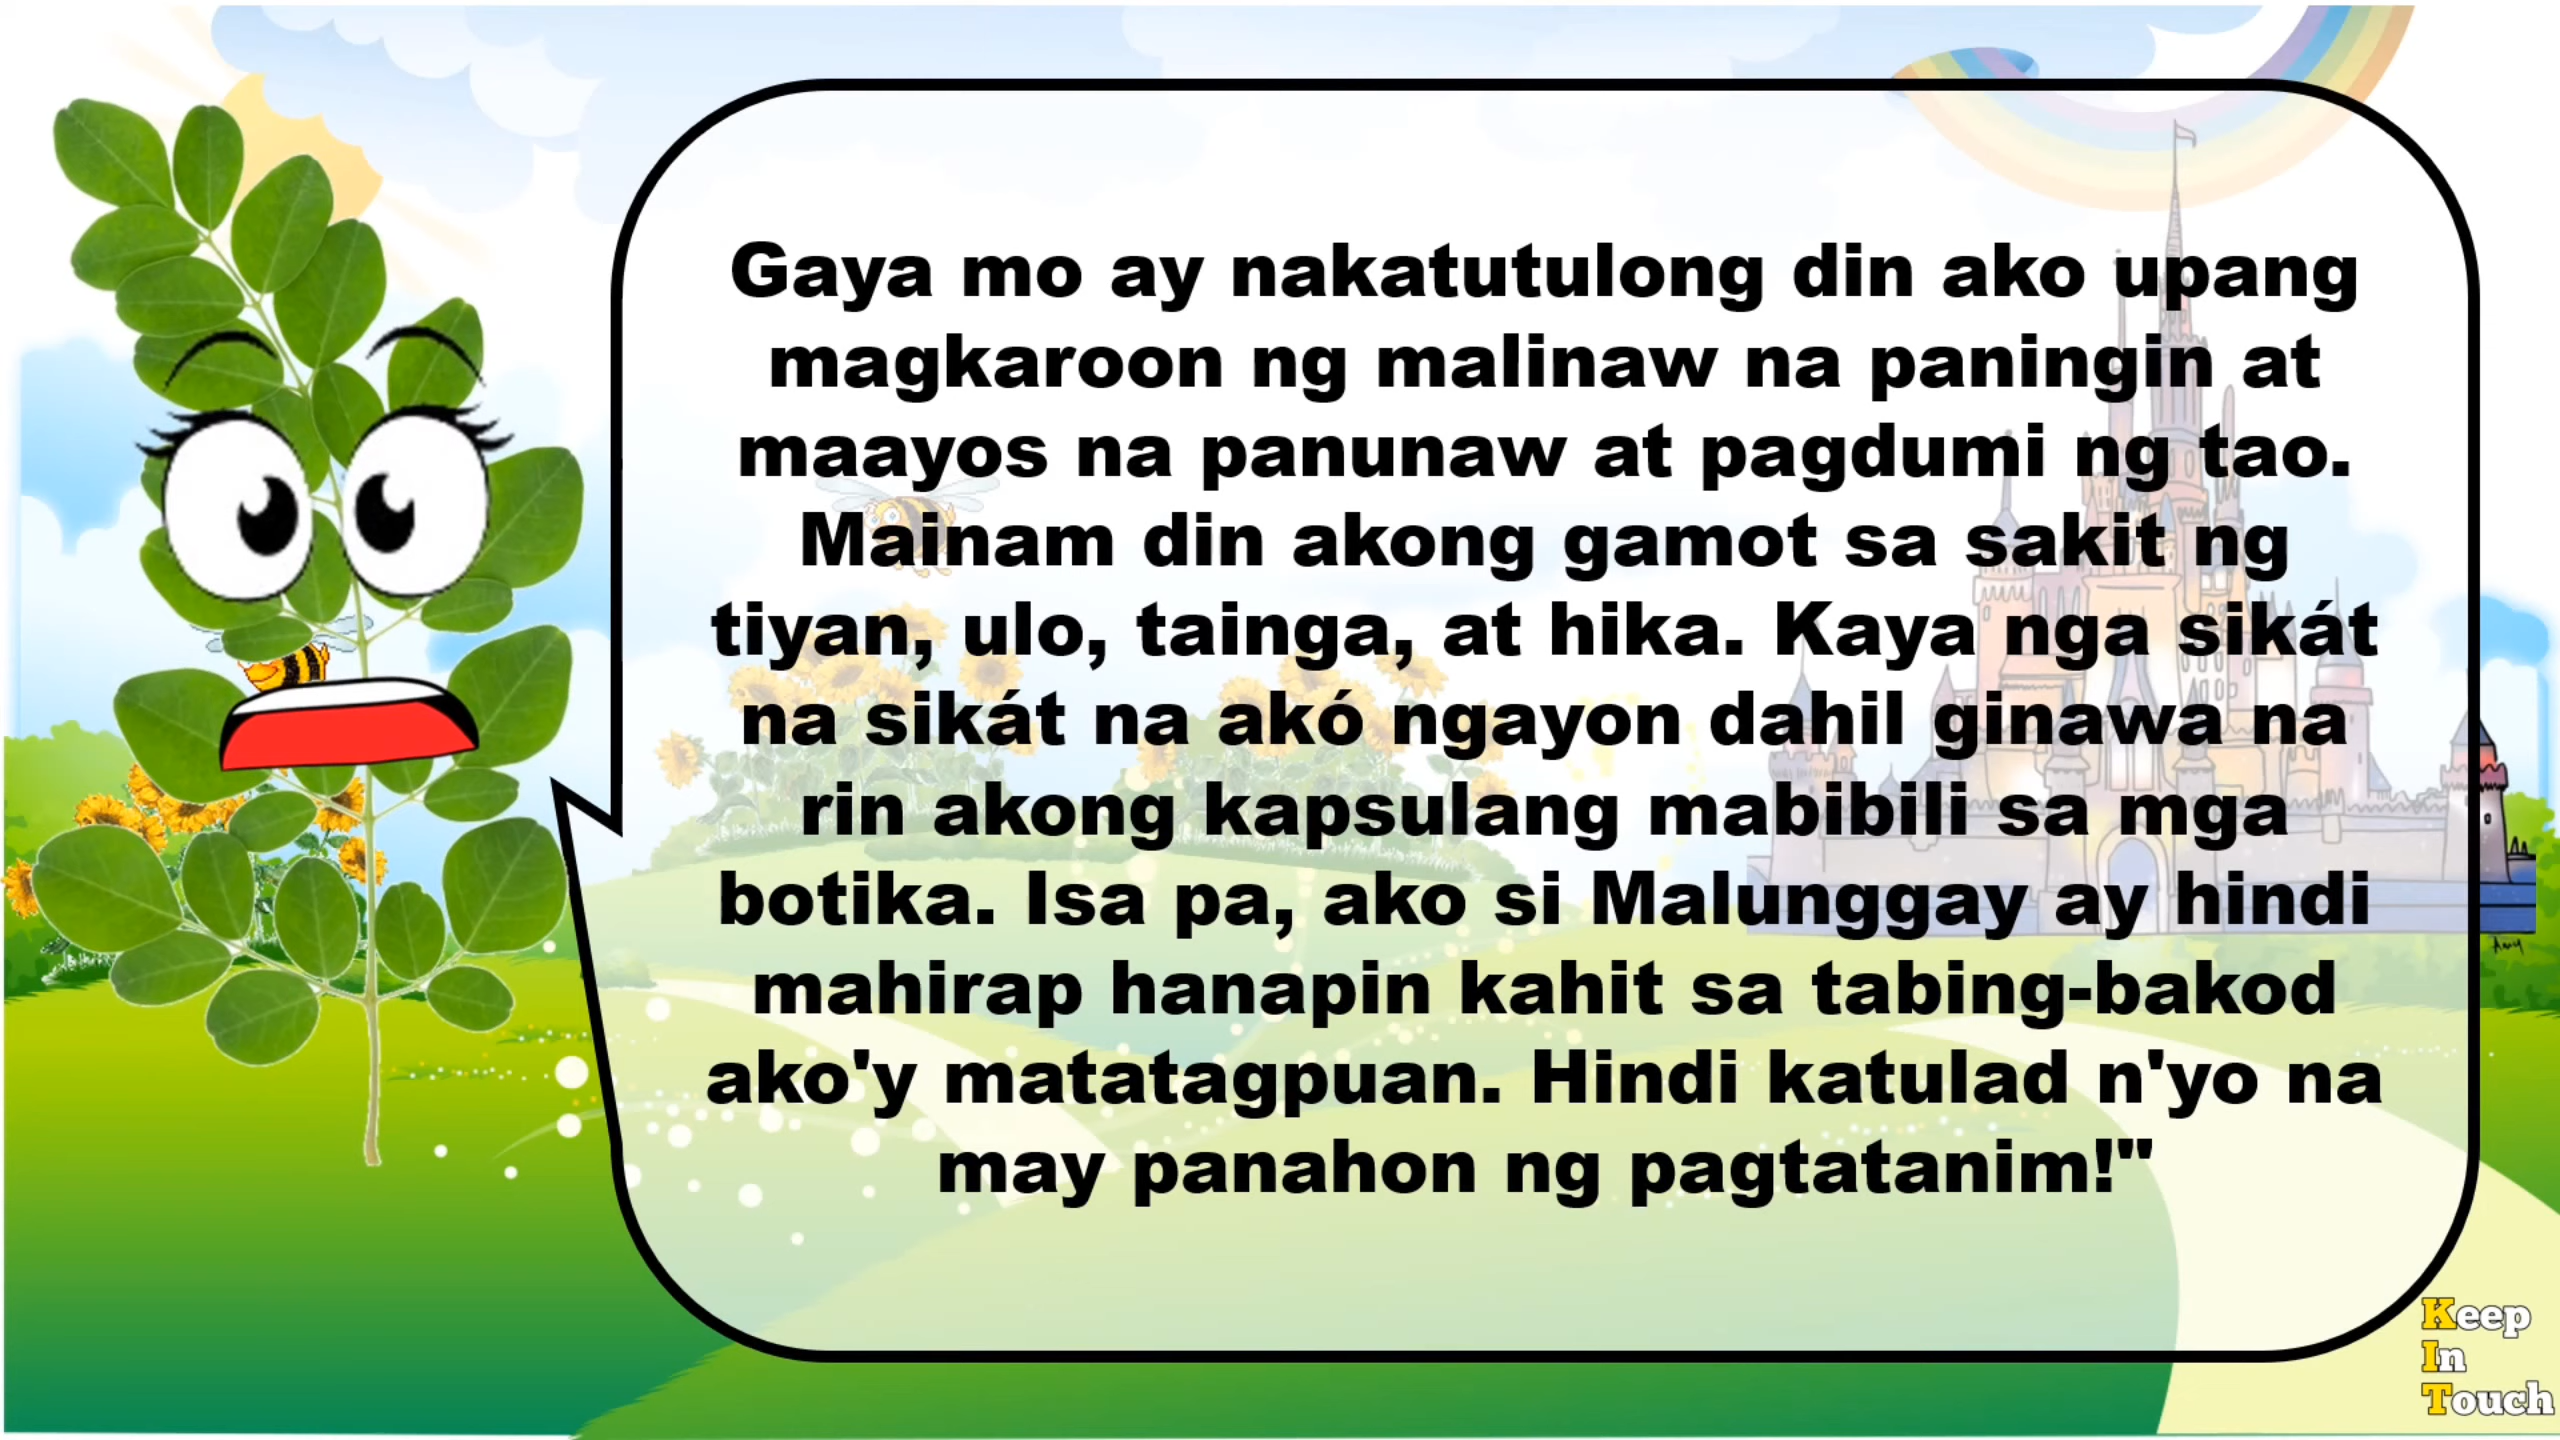 Gaya mo ay nakatutulong din ako upang
magkaroon ng malinaw na paningin at
maayos na panunaw at pagdumi ng tao.
Mainam din akong gamot sa sakit ng
tiyan, ulo, tainga, at hika. Kaya nga sikát
na sikát na akó ngayon dahil ginawa na
rin akong kapsulang mabibili sa mga
botika. Isa pa, ako si Malunggay ay hindi
mahirap hanapin kahit sa tabing-bakod
ako'y matatagpuan. Hindi katulad n'yo na
may panahon ng pagtatanim!"
Keep
In
Touch